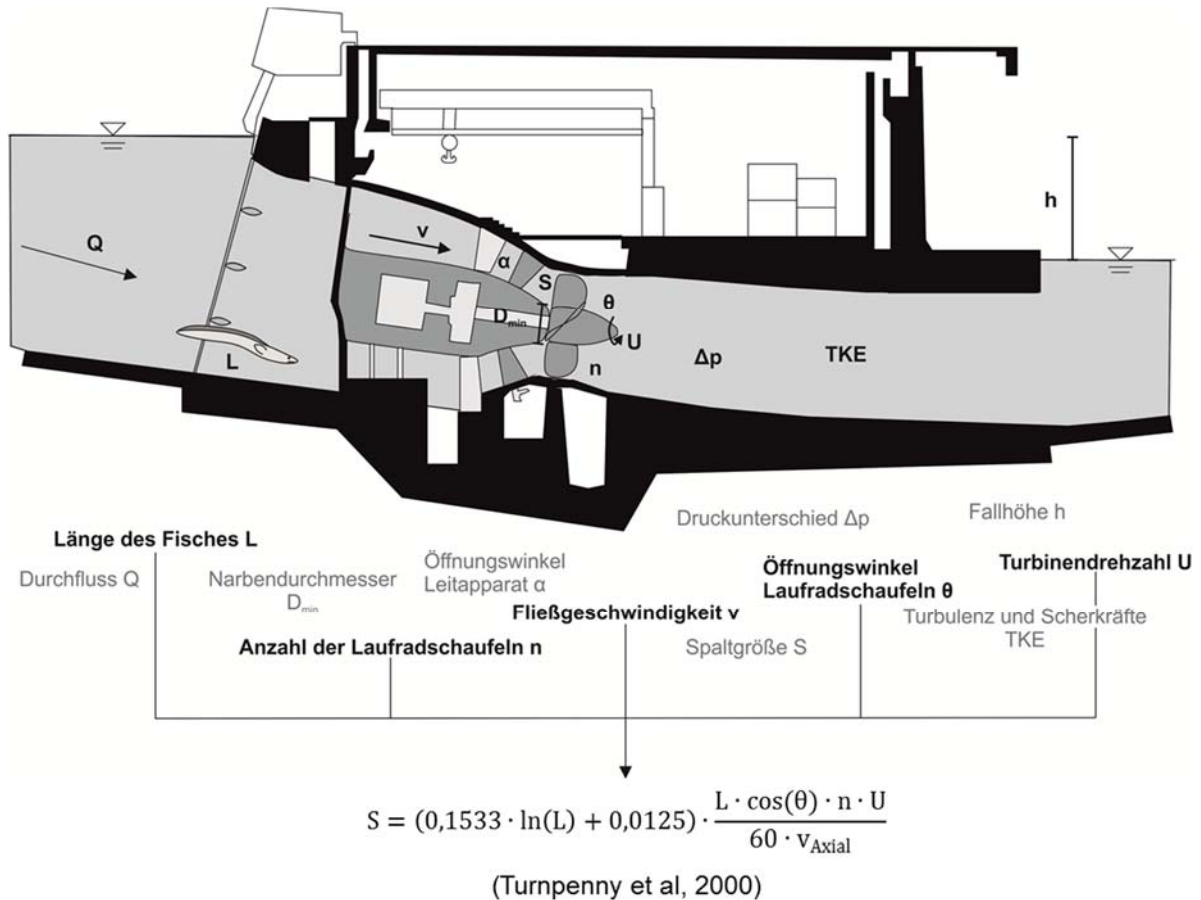 h
Q
v
α
S
θ
D_min
U
L
n
Δp
TKE
Druckunterschied Δp
Fallhöhe h
Länge des Fisches L
Öffnungswinkel
Leitapparat α
Öffnungswinkel
Laufradschaufeln θ
Turbinendrehzahl U
Durchfluss Q
Narbendurchmesser
D_min
Fließgeschwindigkeit v
Turbulenz und Scherkräfte
TKE
Anzahl der Laufradschaufeln n
Spaltgröße S
S = (0,1533 · ln(L) + 0,0125) · (L · cos(θ) · n · U) / (60 · v_Axial)
(Turnpenny et al, 2000)